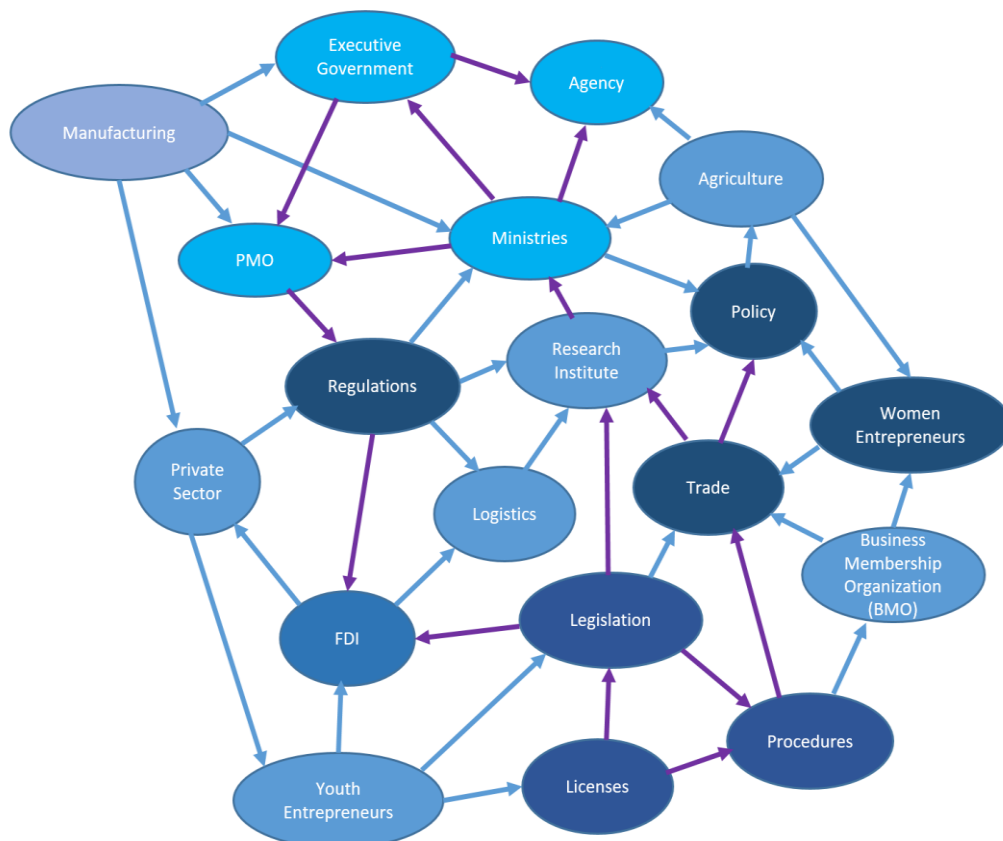 Executive
Government
Agency
Manufacturing
Agriculture
Ministries
PMO
Policy
Research
Institute
Regulations
Women
Entrepreneurs
Private
Sector
Trade
Logistics
Business
Membership
Organization
(BMO)
Legislation
FDI
Procedures
Youth
Entrepreneurs
Licenses